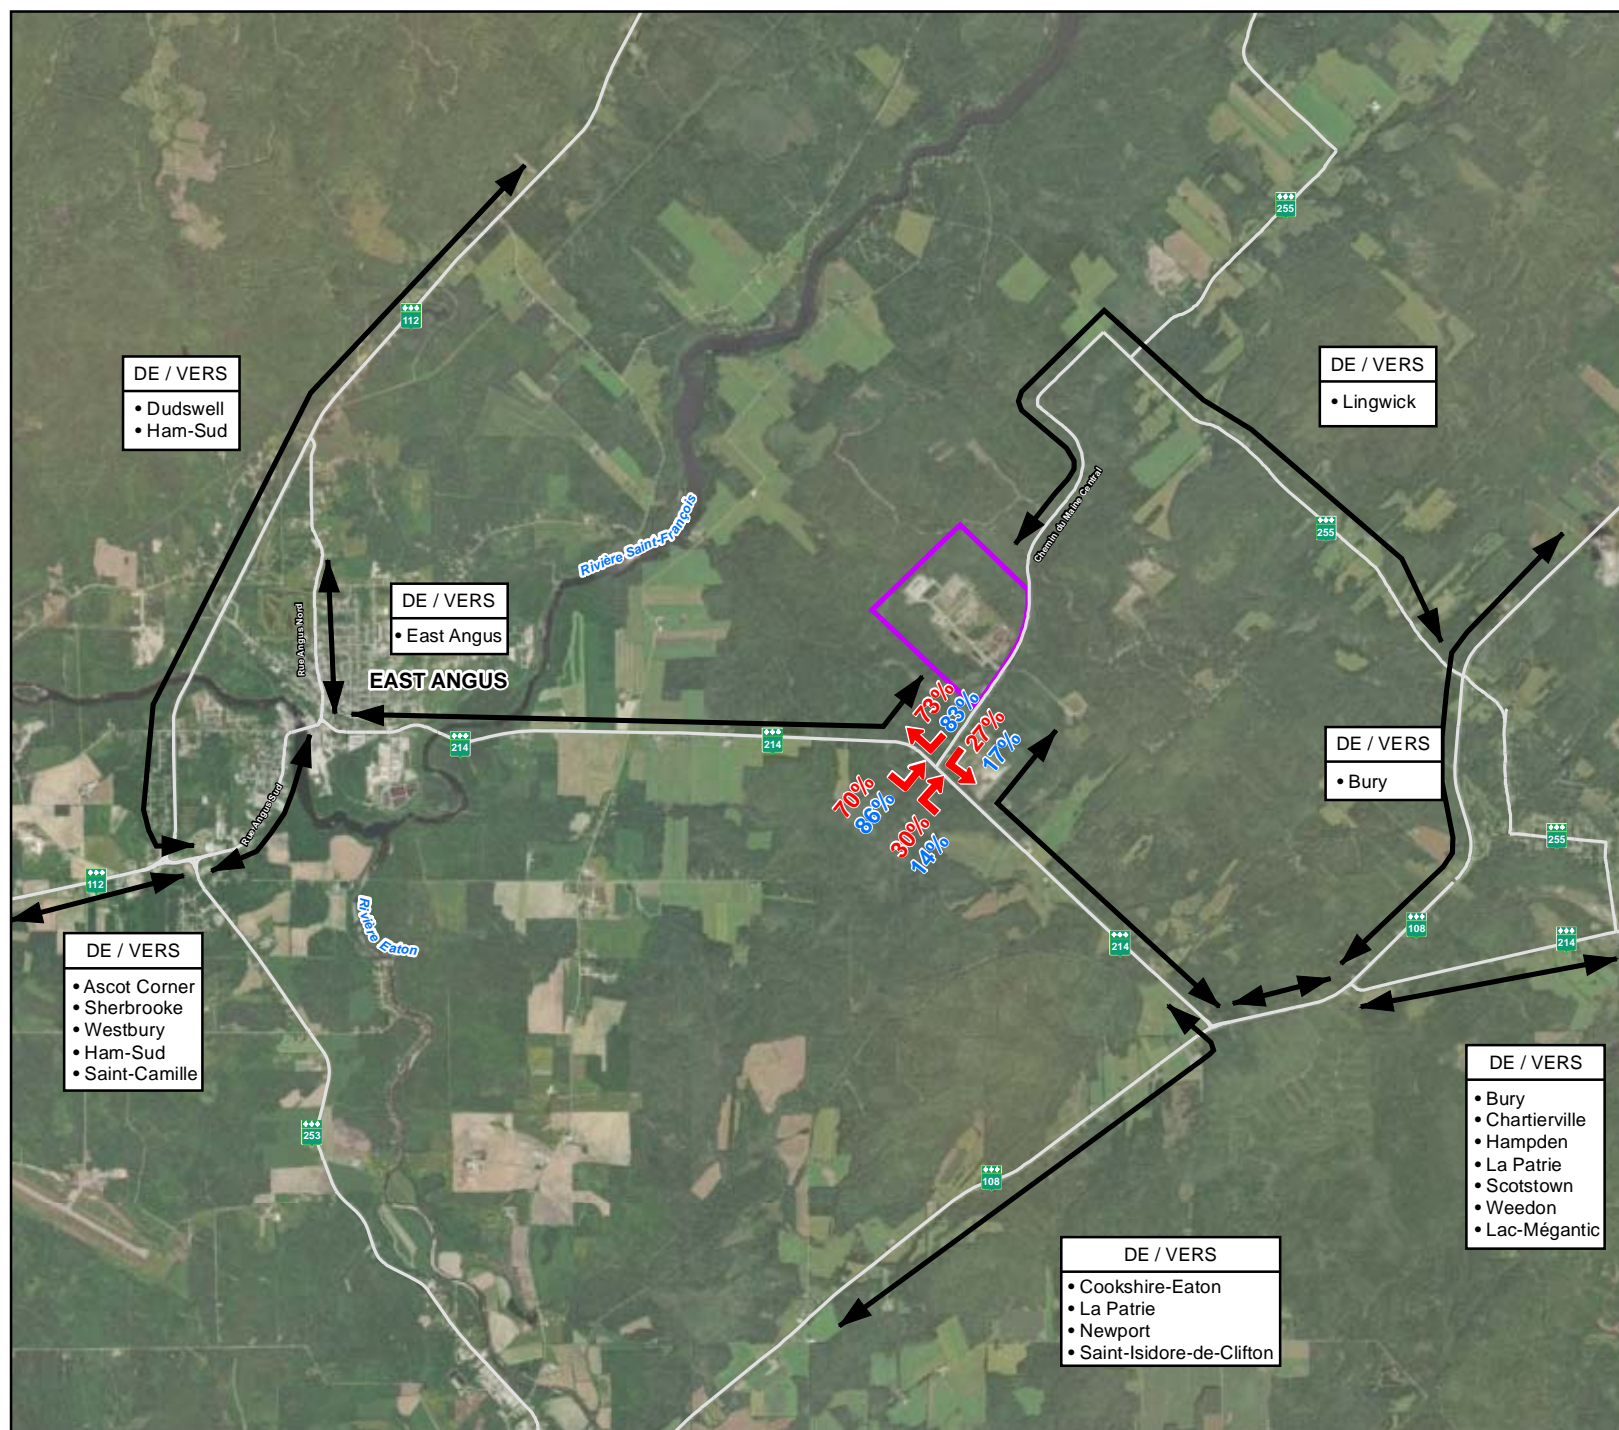 255
112
DE / VERS
• Dudswell
• Ham-Sud
DE / VERS
• Lingwick
Chemin du Maine Central
Rivière Saint-François
255
Rue Angus Nord
DE / VERS
• East Angus
EAST ANGUS
73%
83%
27%
17%
214
214
70%
86%
30%
14%
DE / VERS
• Bury
Rue Angus Sud
255
112
108
214
214
Rivière Eaton
DE / VERS
• Ascot Corner
• Sherbrooke
• Westbury
• Ham-Sud
• Saint-Camille
253
108
DE / VERS
• Bury
• Chartierville
• Hampden
• La Patrie
• Scotstown
• Weedon
• Lac-Mégantic
DE / VERS
• Cookshire-Eaton
• La Patrie
• Newport
• Saint-Isidore-de-Clifton